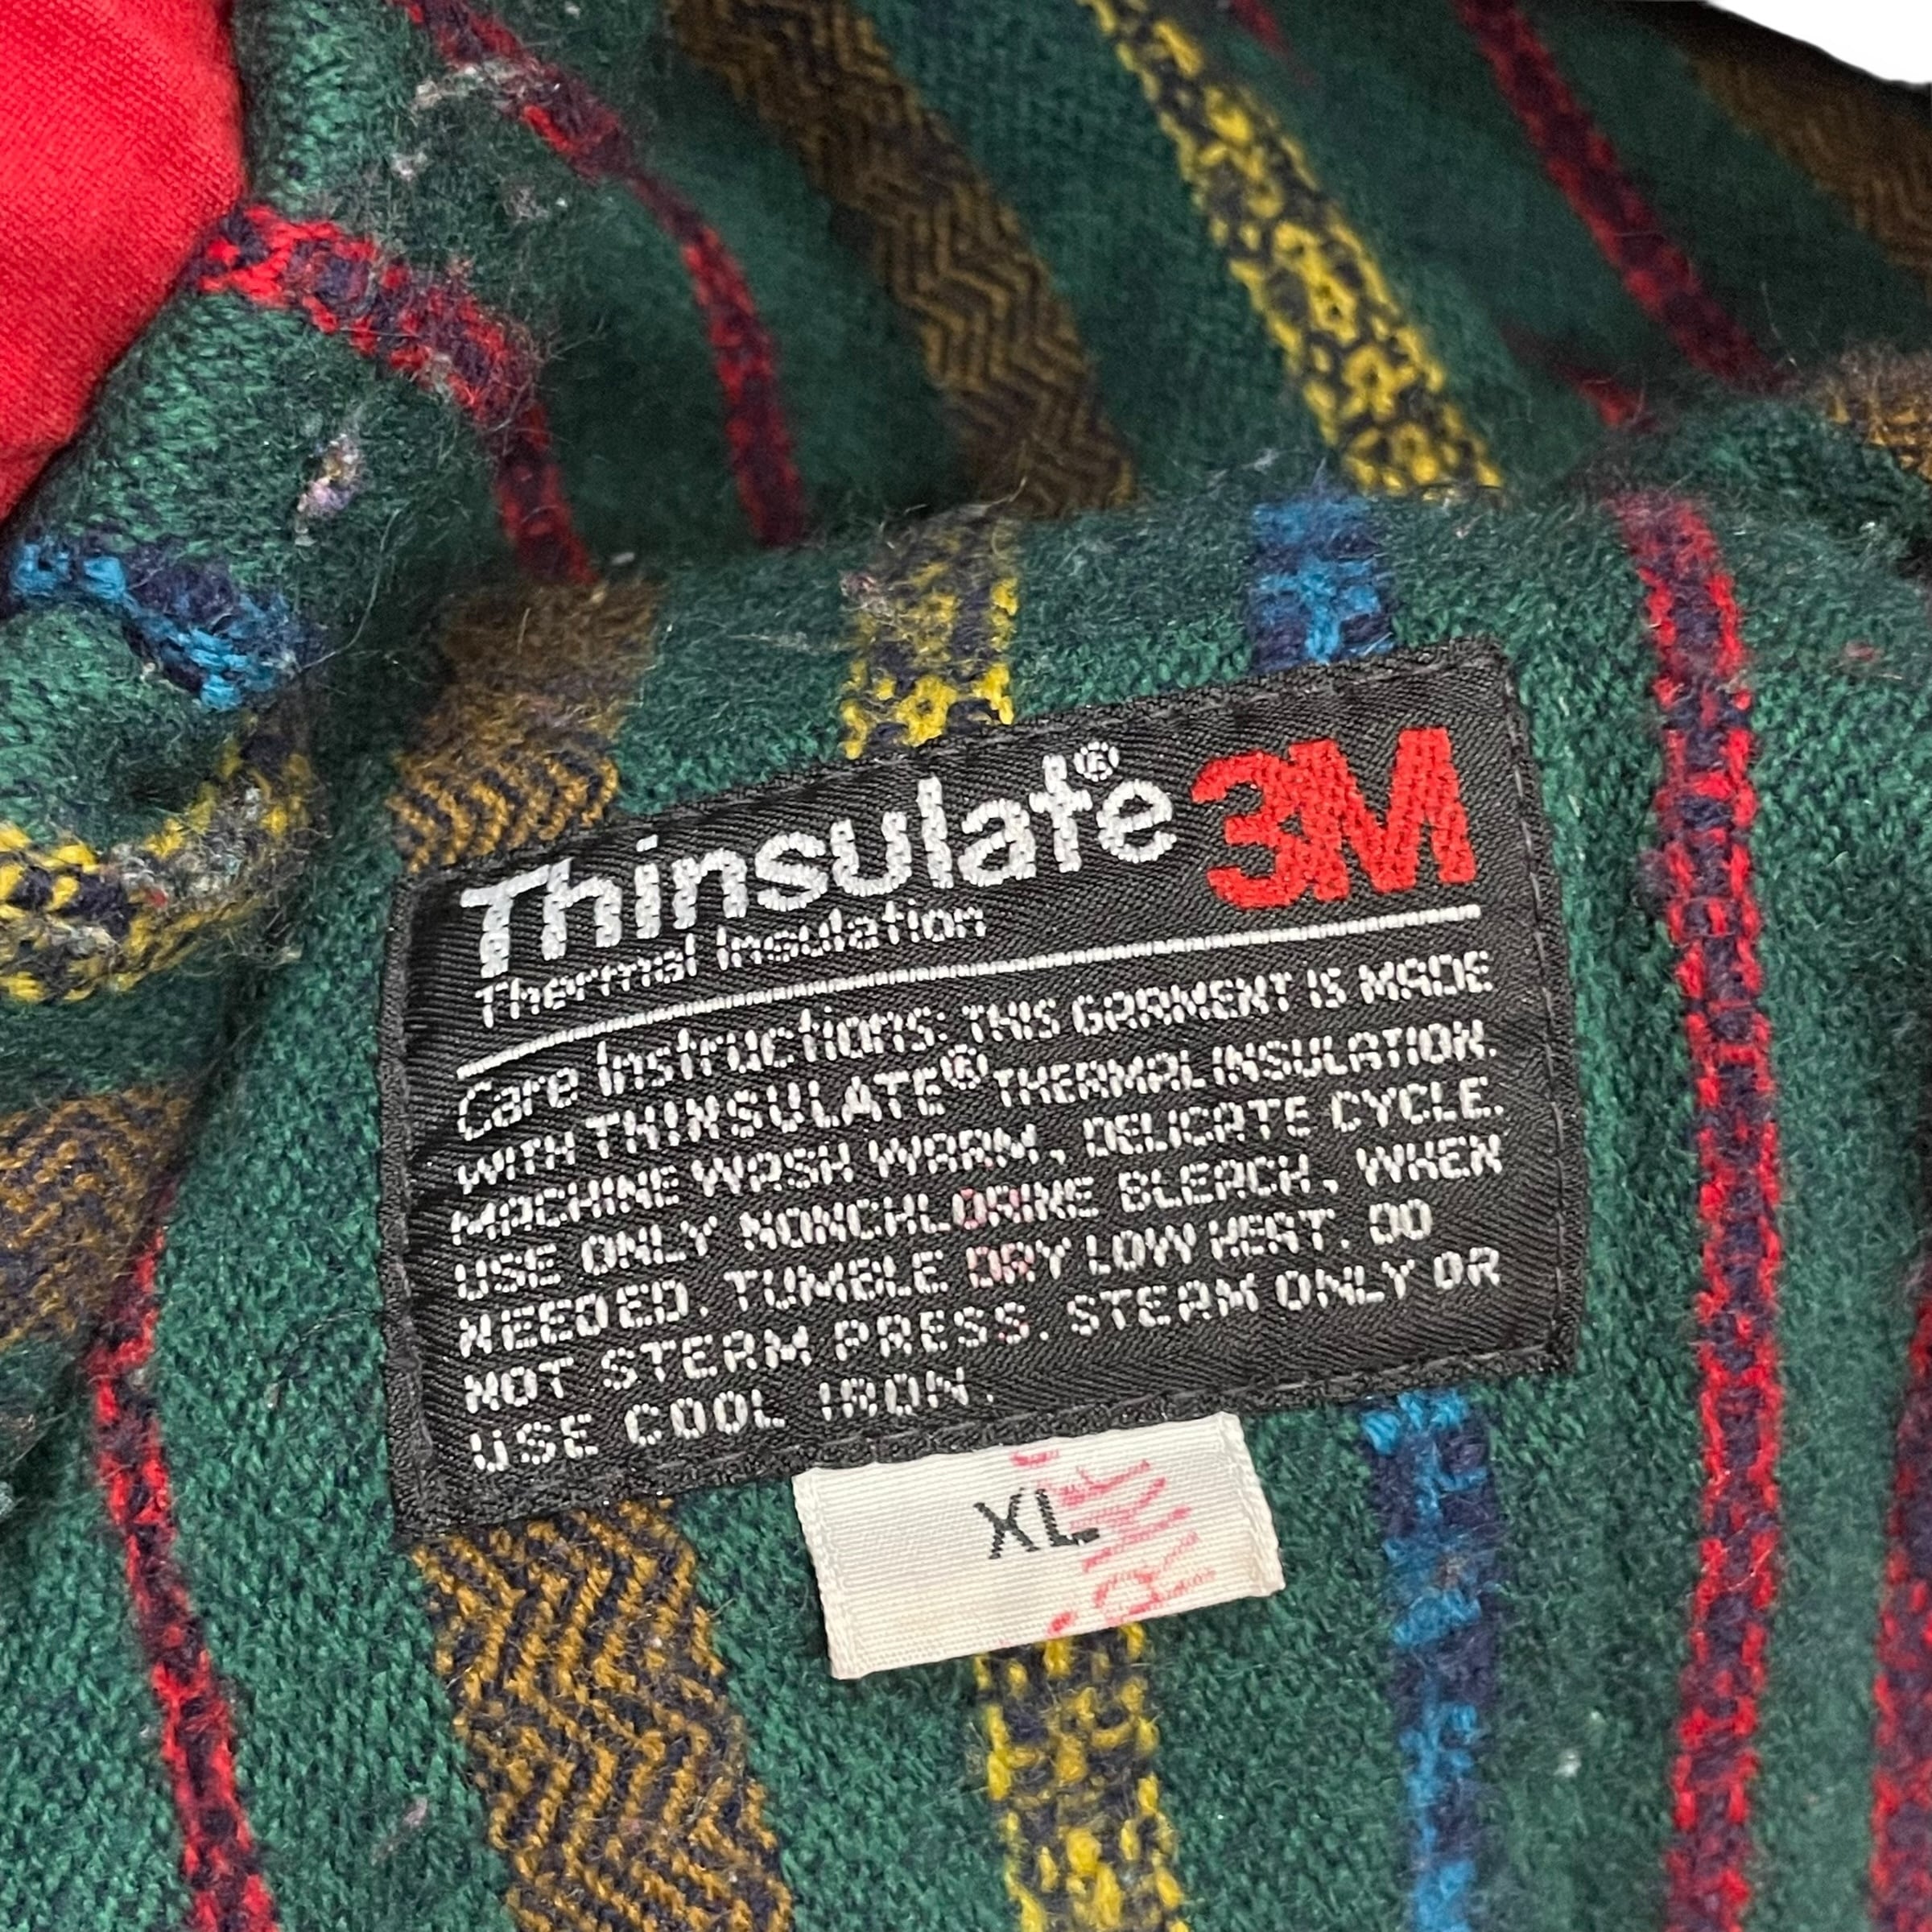 Thinsulate® 3M
Thermal Insulation
Care Instructions: THIS GARMENT IS MADE
WITH THINSULATE® THERMAL INSULATION.
MACHINE WASH WARM, DELICATE CYCLE.
USE ONLY NONCHLORINE BLEACH, WHEN
NEEDED. TUMBLE DRY LOW HEAT. DO
NOT STEAM PRESS. STEAM ONLY OR
USE COOL IRON.
XL